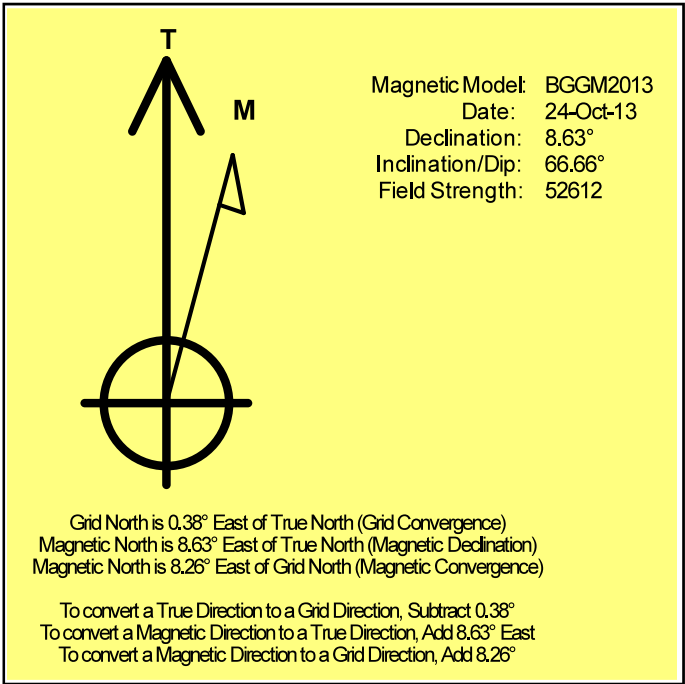 T
M
Magnetic Model: BGGM2013
Date: 24-Oct-13
Declination: 8.63°
Inclination/Dip: 66.66°
Field Strength: 52612
Grid North is 0.38° East of True North (Grid Convergence)
Magnetic North is 8.63° East of True North (Magnetic Declination)
Magnetic North is 8.26° East of Grid North (Magnetic Convergence)
To convert a True Direction to a Grid Direction, Subtract 0.38°
To convert a Magnetic Direction to a True Direction, Add 8.63° East
To convert a Magnetic Direction to a Grid Direction, Add 8.26°